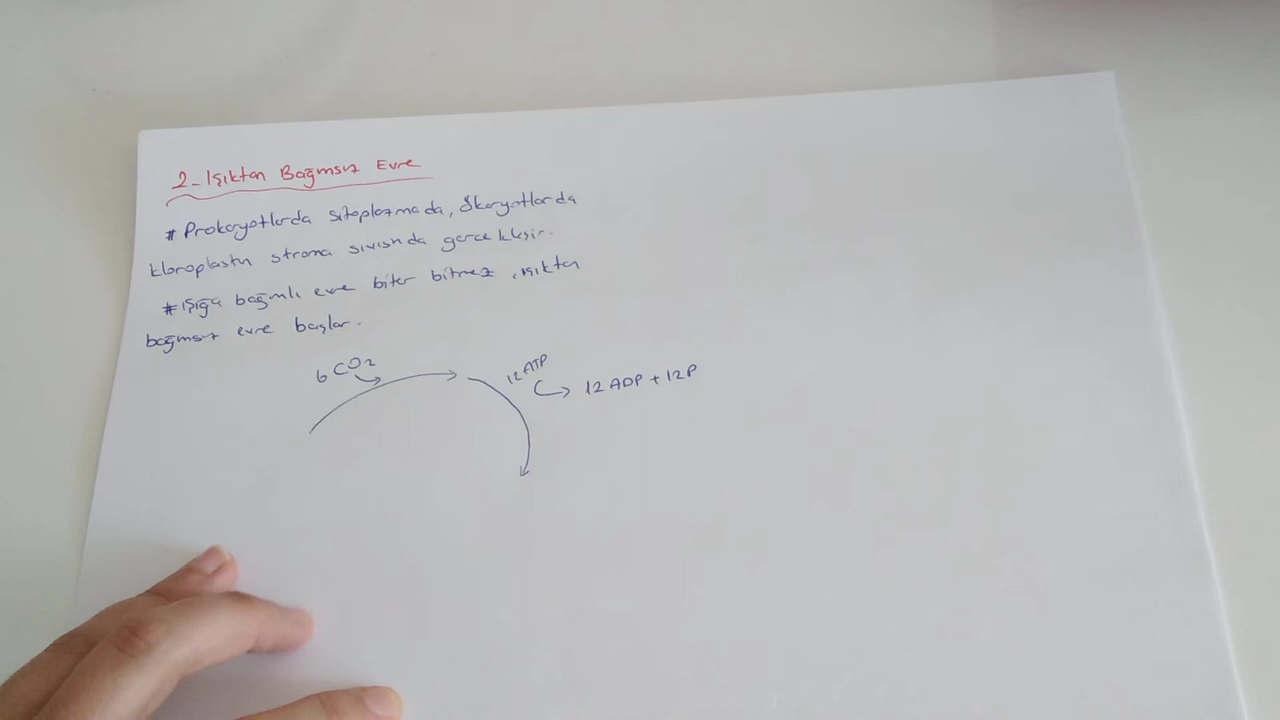 2- Işıktan Bağımsız Evre
# Prokaryotlarda sitoplazmada, ökaryotlarda
kloroplastın stroma sıvısında gerçekleşir.
# Işığa bağımlı evre biter bitmez, ışıktan
bağımsız evre başlar.
6 CO2
12 ATP
12 ADP + 12P